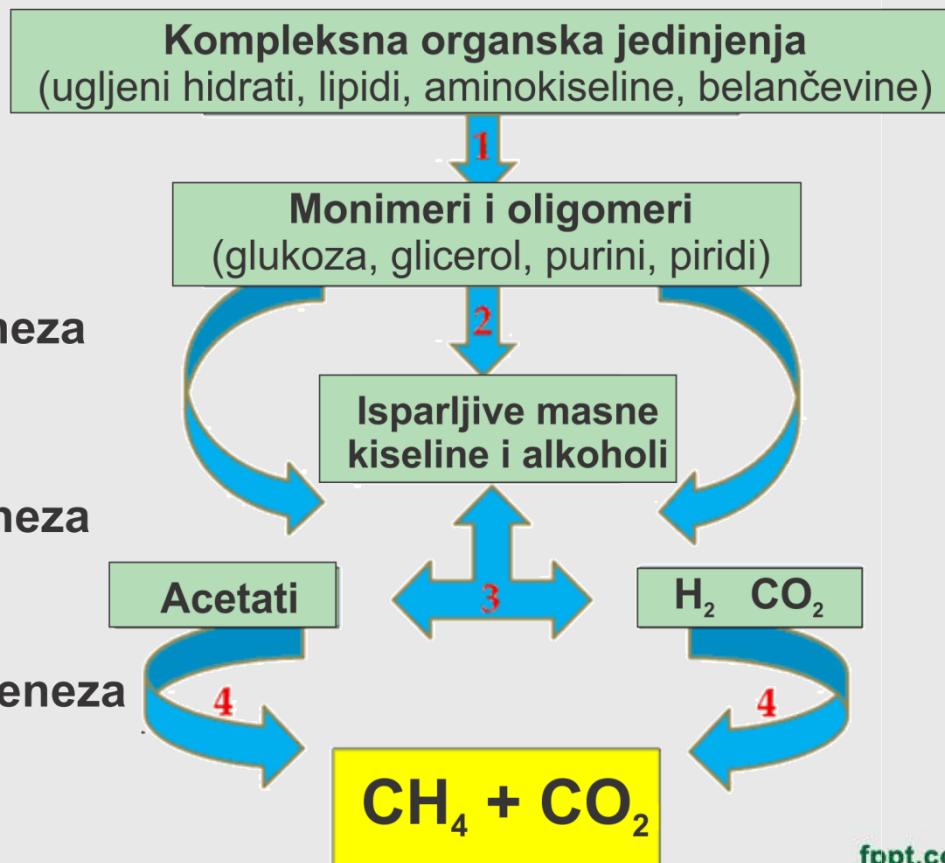 Kompleksna organska jedinjenja
(ugljeni hidrati, lipidi, aminokiseline, belančevine)
1
Monimeri i oligomeri
(glukoza, glicerol, purini, piridi)
neza
2
Isparljive masne
kiseline i alkoholi
neza
Acetati
3
H₂ CO₂
eneza
4
4
CH₄ + CO₂
fppt.co